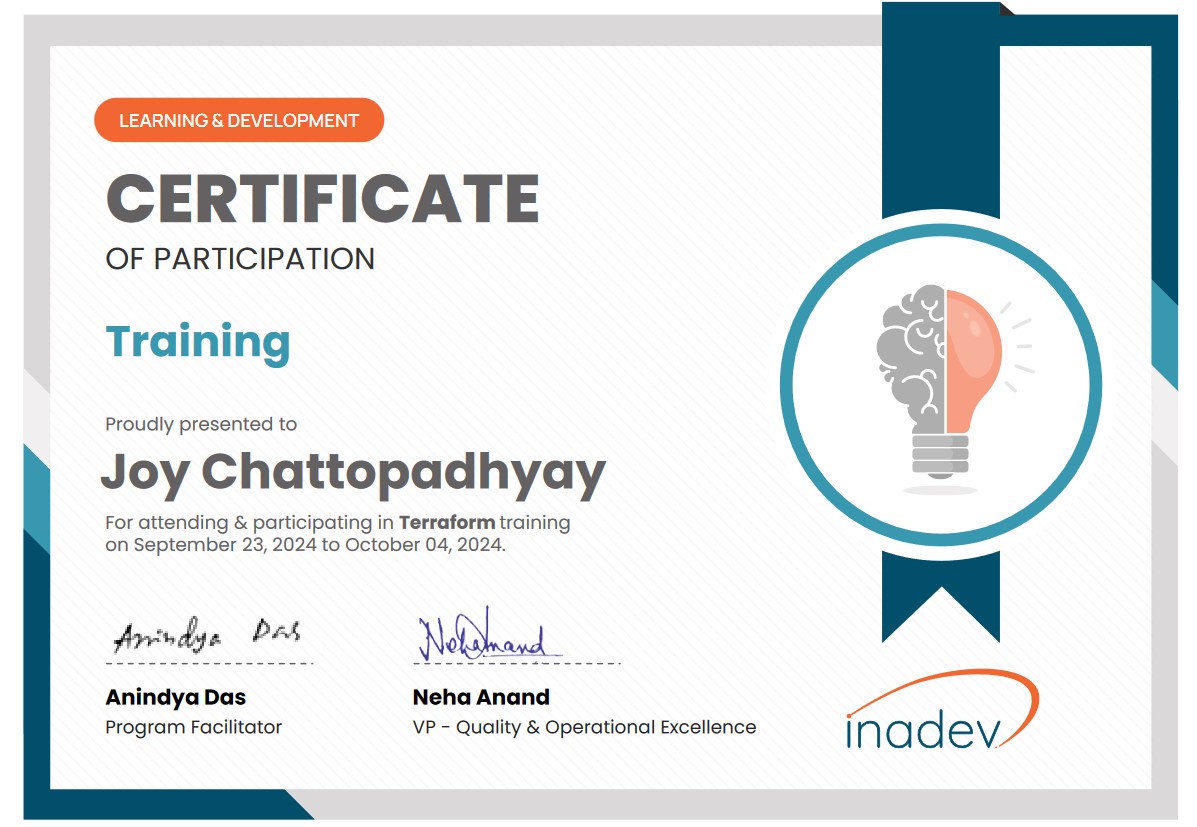 LEARNING & DEVELOPMENT
CERTIFICATE
OF PARTICIPATION
Training
Proudly presented to
Joy Chattopadhyay
For attending & participating in Terraform training
on September 23, 2024 to October 04, 2024.
Anindya Das
Neha Anand
Anindya Das
Neha Anand
Program Facilitator
VP - Quality & Operational Excellence
inadev